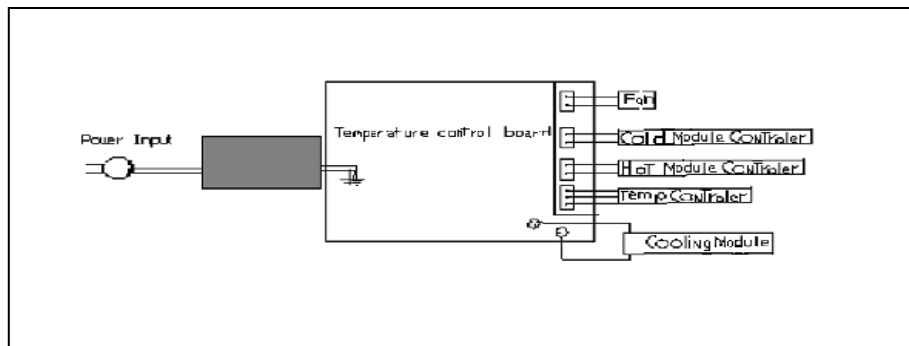 Power Input
Temperature control board
Fan
Cold Module Controler
Hot Module Controler
Temp Controler
Cooling Module